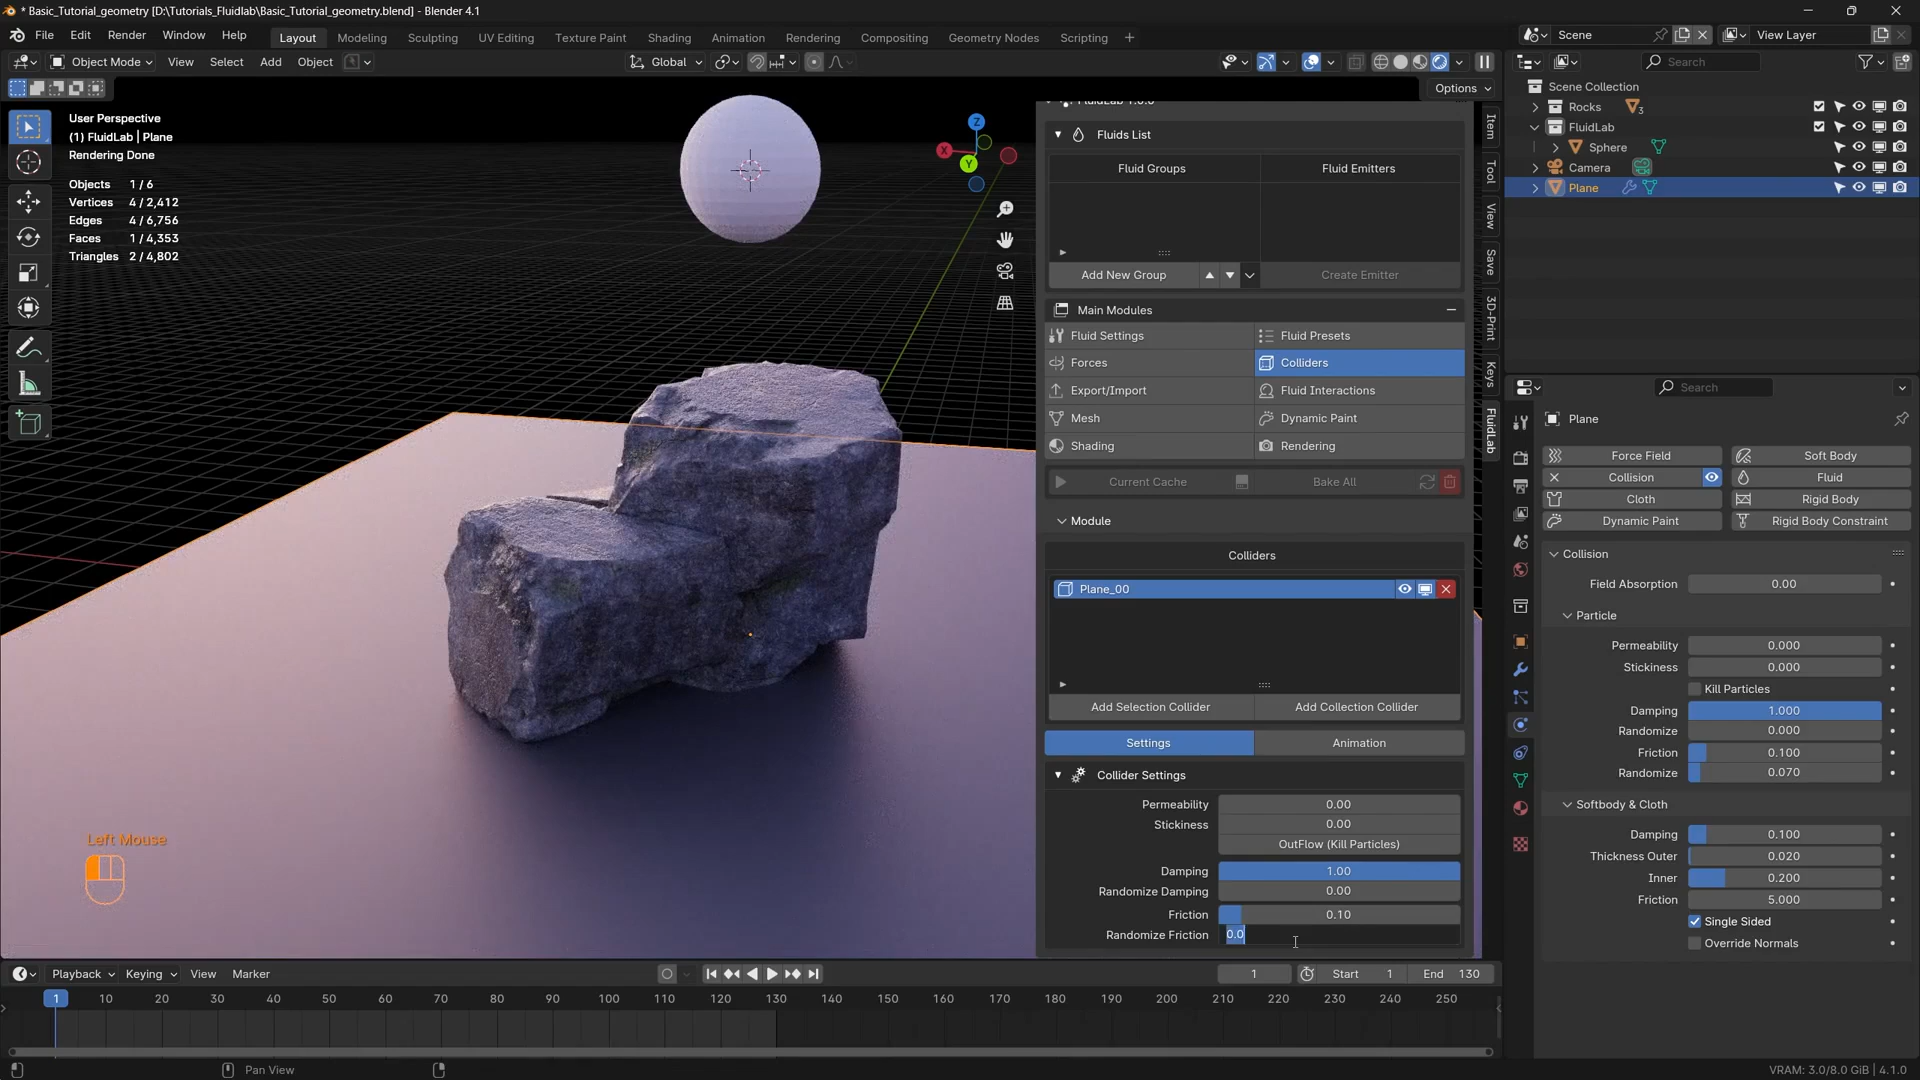 * Basic_Tutorial_geometry [D:\Tutorials_Fluidlab\Basic_Tutorial_geometry.blend] - Blender 4.1
File Edit Render Window Help
Layout Modeling Sculpting UV Editing Texture Paint Shading Animation Rendering Compositing Geometry Nodes Scripting +
Scene
View Layer
Object Mode View Select Add Object
Global
Options
Search
User Perspective
(1) FluidLab | Plane
Rendering Done
Objects 1 / 6
Vertices 4 / 2,412
Edges 4 / 6,756
Faces 1 / 4,353
Triangles 2 / 4,802
X
Y
Z
Fluids List
Fluid Groups
Fluid Emitters
Add New Group
Create Emitter
Main Modules
Fluid Settings
Fluid Presets
Forces
Colliders
Export/Import
Fluid Interactions
Mesh
Dynamic Paint
Shading
Rendering
Current Cache
Bake All
Module
Colliders
Plane_00
Add Selection Collider
Add Collection Collider
Settings
Animation
Collider Settings
Permeability 0.00
Stickiness 0.00
OutFlow (Kill Particles)
Damping 1.00
Randomize Damping 0.00
Friction 0.10
Randomize Friction 0.0
Item
Tool
View
Save
3D-Print
Keys
FluidLab
Scene Collection
Rocks 3
FluidLab
Sphere
Camera
Plane
Search
Plane
Force Field
Soft Body
Collision
Fluid
Cloth
Rigid Body
Dynamic Paint
Rigid Body Constraint
Collision
Field Absorption 0.00
Particle
Permeability 0.000
Stickiness 0.000
Kill Particles
Damping 1.000
Randomize 0.000
Friction 0.100
Randomize 0.070
Softbody & Cloth
Damping 0.100
Thickness Outer 0.020
Inner 0.200
Friction 5.000
Single Sided
Override Normals
Left Mouse
Playback Keying View Marker
1
Start 1
End 130
1 10 20 30 40 50 60 70 80 90 100 110 120 130 140 150 160 170 180 190 200 210 220 230 240 250
Pan View
VRAM: 3.0/8.0 GiB | 4.1.0